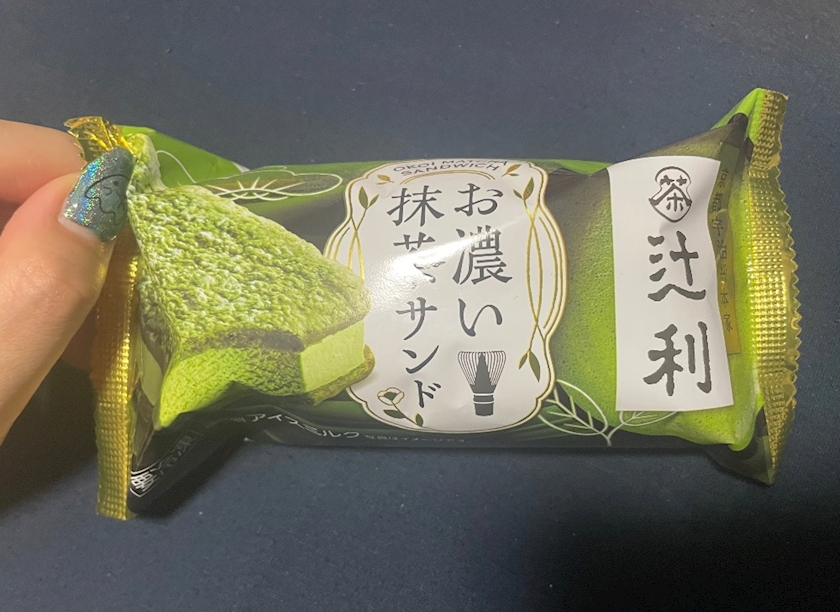 OKOI MATCHA
SANDWICH
お濃い
抹茶サンド
茶
辻利
アイスミルク